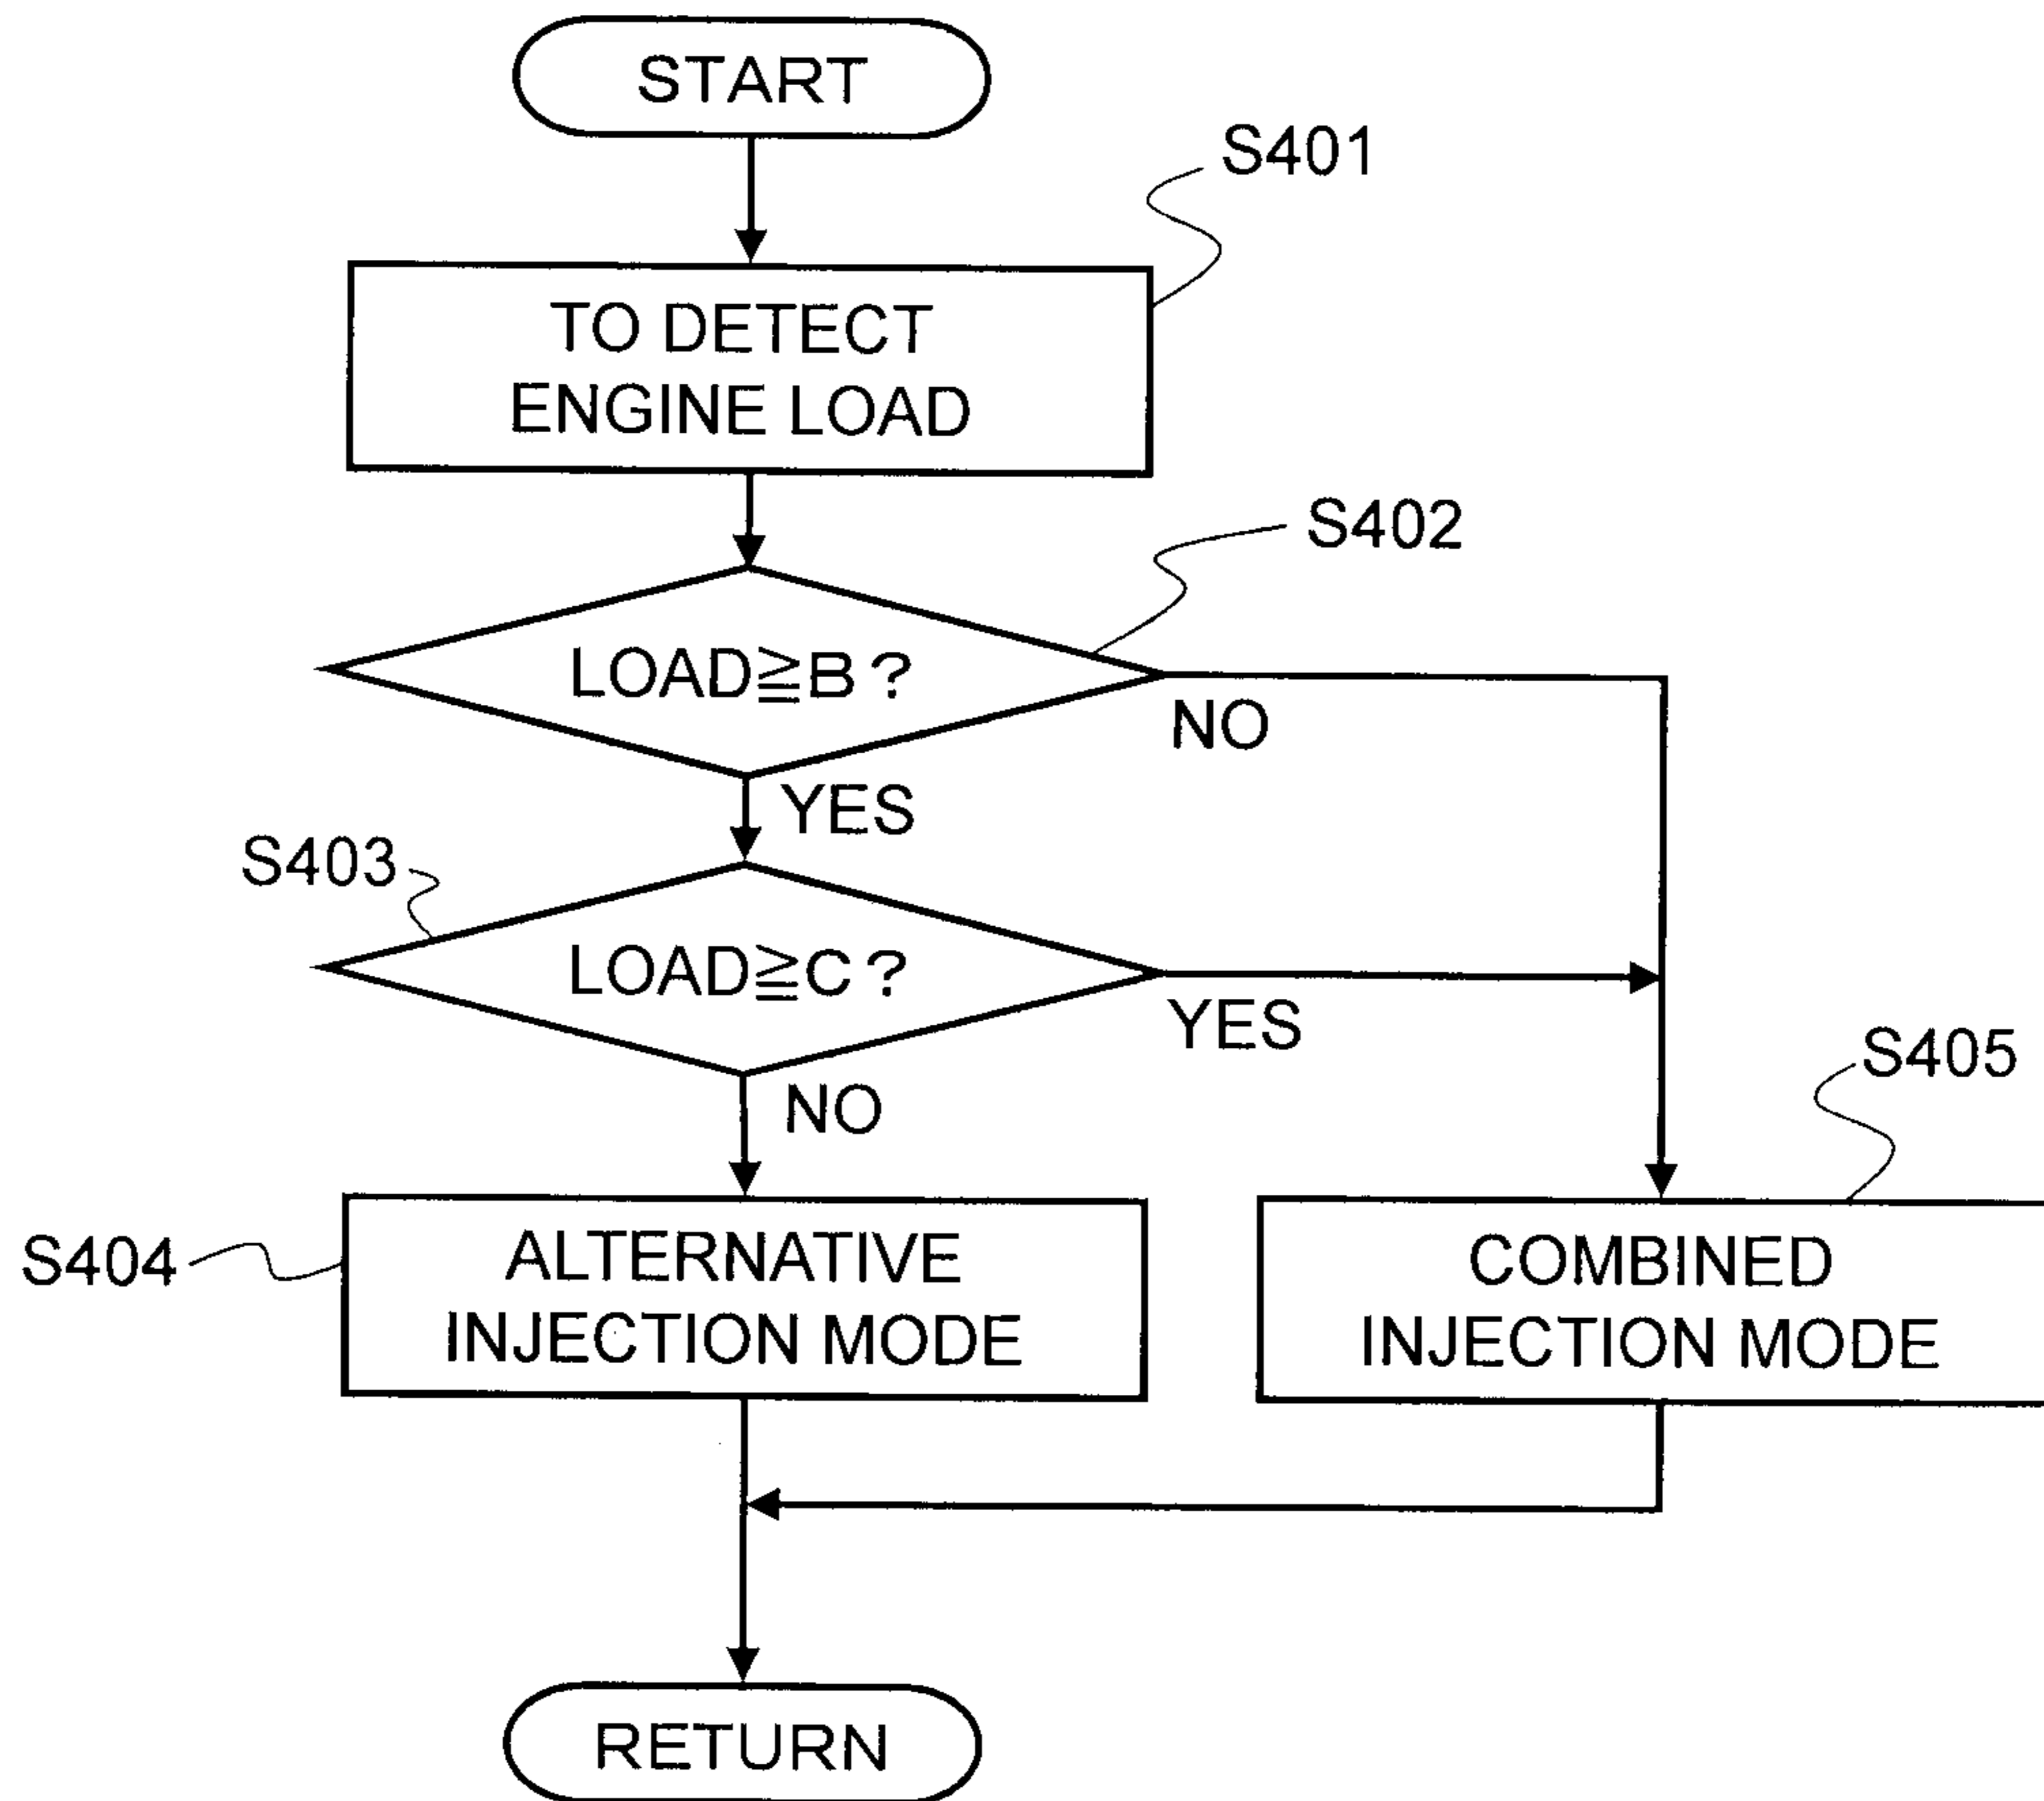 START
S401
TO DETECT
ENGINE LOAD
S402
LOAD≧B?
NO
YES
S403
LOAD≧C?
YES
NO
S405
S404
ALTERNATIVE
INJECTION MODE
COMBINED
INJECTION MODE
RETURN